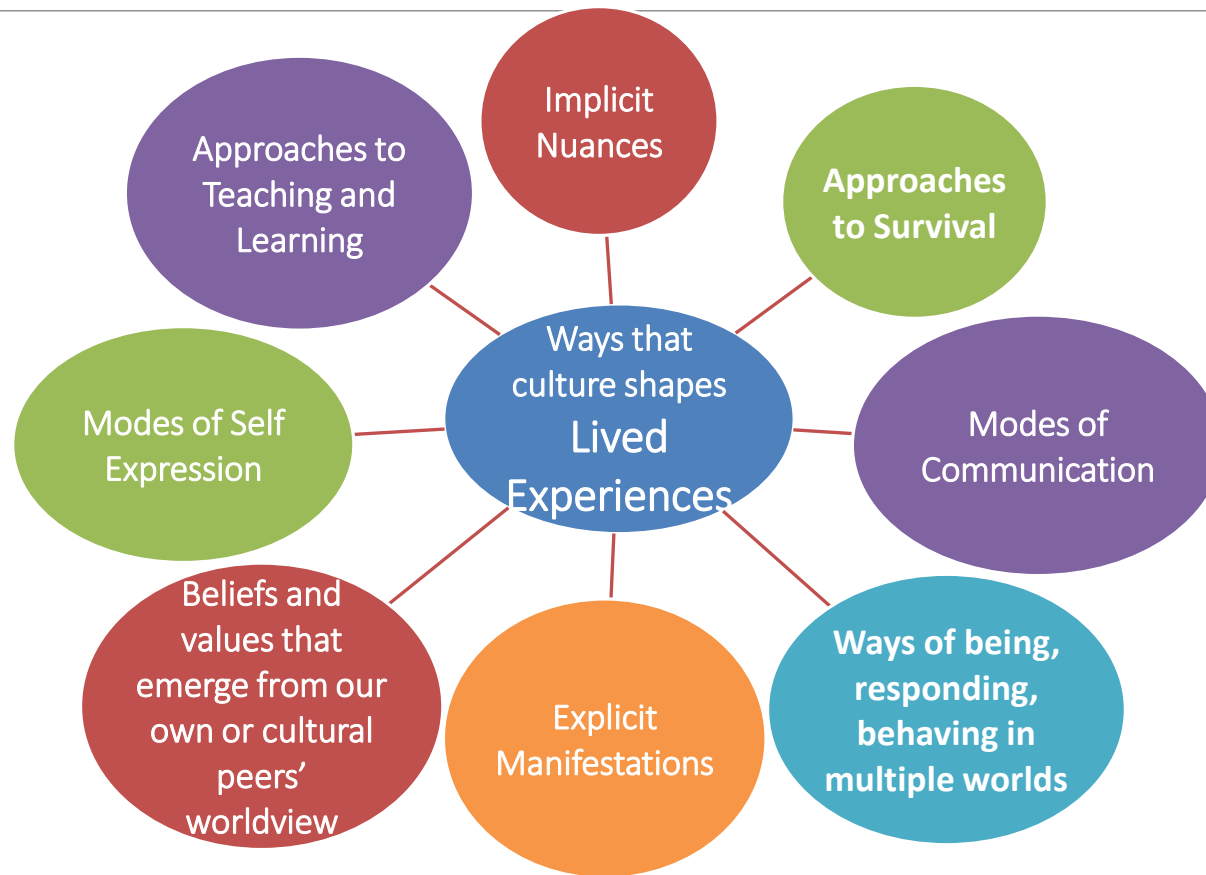 Implicit
Nuances
Approaches to
Teaching and
Learning
Approaches
to Survival
Ways that
culture shapes
Lived
Experiences
Modes of Self
Expression
Modes of
Communication
Beliefs and
values that
emerge from our
own or cultural
peers’
worldview
Explicit
Manifestations
Ways of being,
responding,
behaving in
multiple worlds